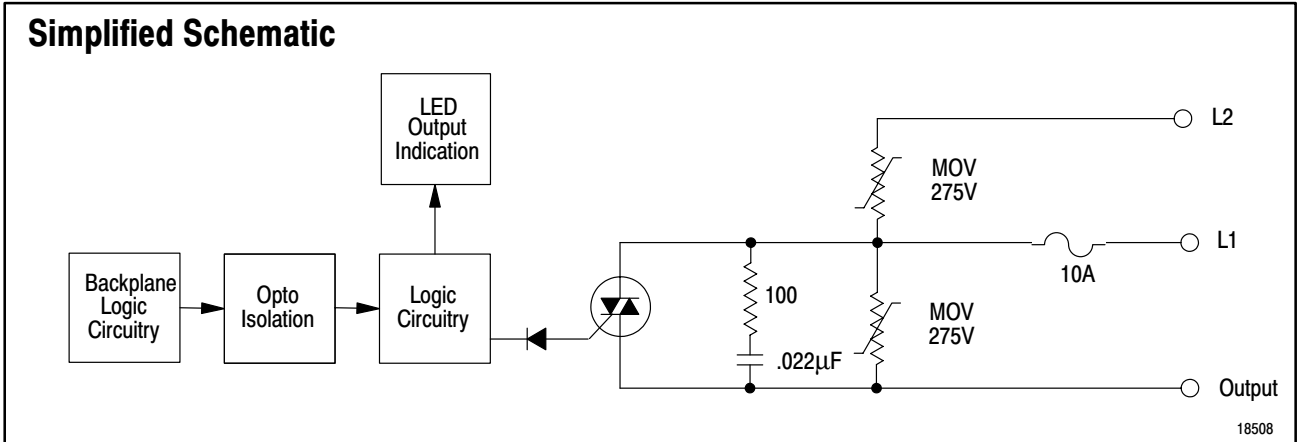 Simplified Schematic
LED
Output
Indication
L2
MOV
275V
L1
10A
Backplane
Logic
Circuitry
Opto
Isolation
Logic
Circuitry
100
.022µF
MOV
275V
Output
18508